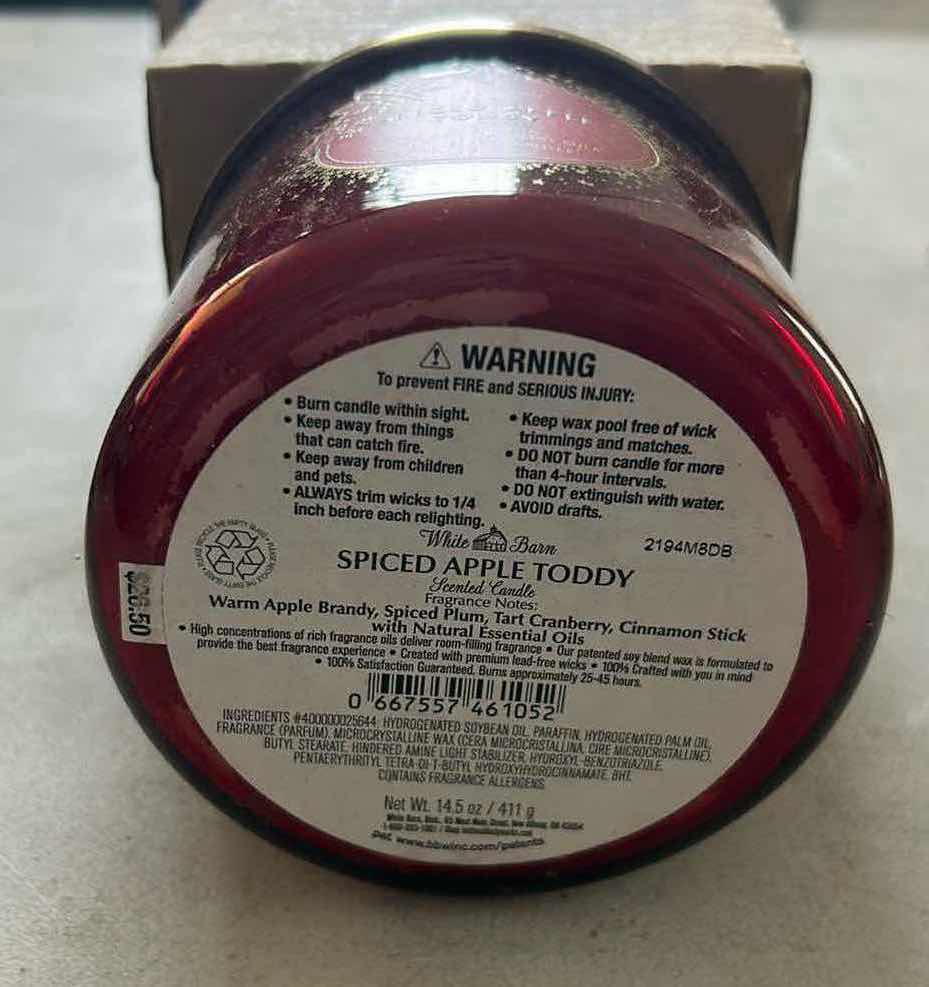 WARNING
To prevent FIRE and SERIOUS INJURY:
• Burn candle within sight.
• Keep away from things
that can catch fire.
• Keep away from children
and pets.
• ALWAYS trim wicks to 1/4
inch before each relighting.
• Keep wax pool free of wick
trimmings and matches.
• DO NOT burn candle for more
than 4-hour intervals.
• DO NOT extinguish with water.
• AVOID drafts.
White Barn
2194M8DB
SPICED APPLE TODDY
Scented Candle
Fragrance Notes:
Warm Apple Brandy, Spiced Plum, Tart Cranberry, Cinnamon Stick
with Natural Essential Oils
• High concentrations of rich fragrance oils deliver room-filling fragrance • Our patented soy blend wax is formulated to
provide the best fragrance experience • Created with premium lead-free wicks • 100% Crafted with you in mind
• 100% Satisfaction Guaranteed. Burns approximately 25-45 hours.
0 667557 461052
INGREDIENTS #400000025644: HYDROGENATED SOYBEAN OIL, PARAFFIN, HYDROGENATED PALM OIL,
FRAGRANCE (PARFUM), MICROCRYSTALLINE WAX (CERA MICROCRISTALLINA, CIRE MICROCRISTALLINE),
BUTYL STEARATE, HINDERED AMINE LIGHT STABILIZER, HYDROXYL-BENZOTRIAZOLE,
PENTAERYTHRITYL TETRA-DI-T-BUTYL HYDROXYHYDROCINNAMATE, BHT.
CONTAINS FRAGRANCE ALLERGENS
Net Wt. 14.5 oz / 411 g
pat. www.bbwinc.com/patents
$26.50